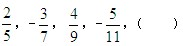 2/5, -3/7, 4/9, -5/11, (    )